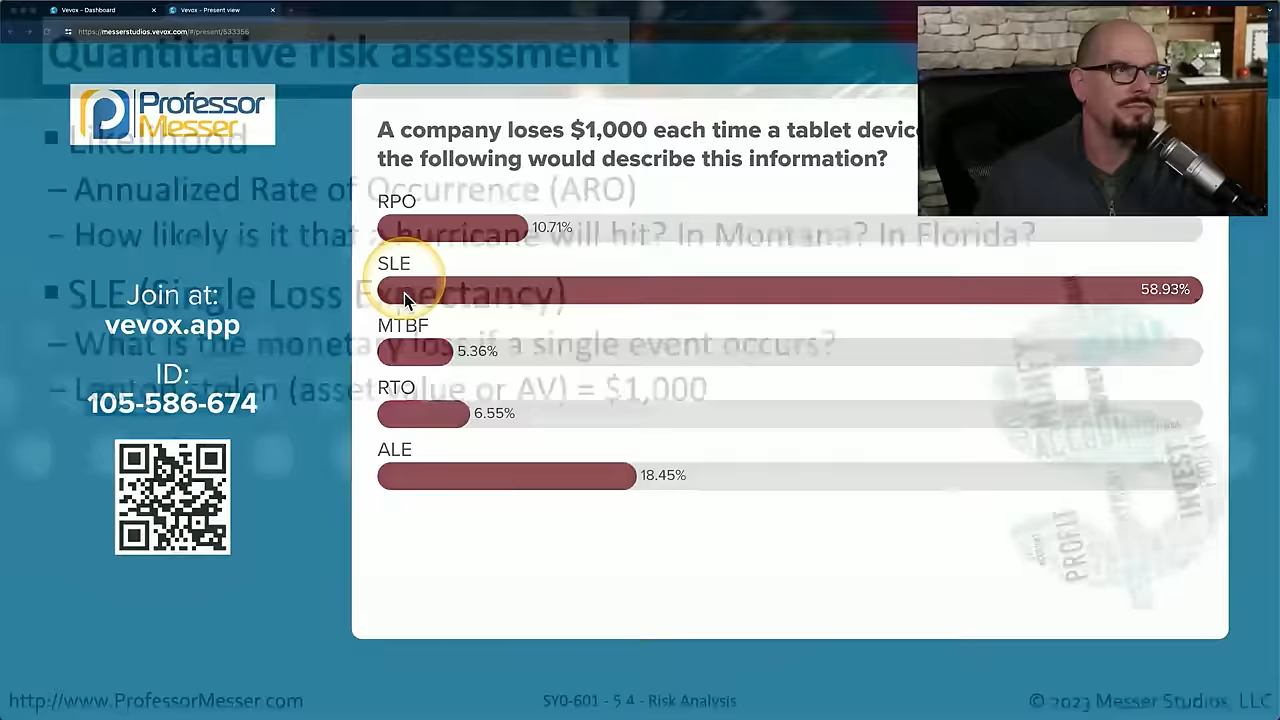 Vevox - Dashboard
Vevox - Present view
https://messerstudios.vevox.com/#/present/533356
Quantitative risk assessment
Professor
Messer
Likelihood
– Annualized Rate of Occurrence (ARO)
– How likely is it that a hurricane will hit? In Montana? In Florida?
SLE (Single Loss Expectancy)
– What is the monetary loss if a single event occurs?
– Laptop stolen (asset value or AV) = $1,000
Join at:
vevox.app
ID:
105-586-674
A company loses $1,000 each time a tablet
the following would describe this information?
RPO
10.71%
SLE
58.93%
MTBF
5.36%
RTO
6.55%
ALE
18.45%
ACCOUNT
INVEST
PROFIT
http://www.ProfessorMesser.com
SY0-601 - 5.4 - Risk Analysis
© 2023 Messer Studios, LLC